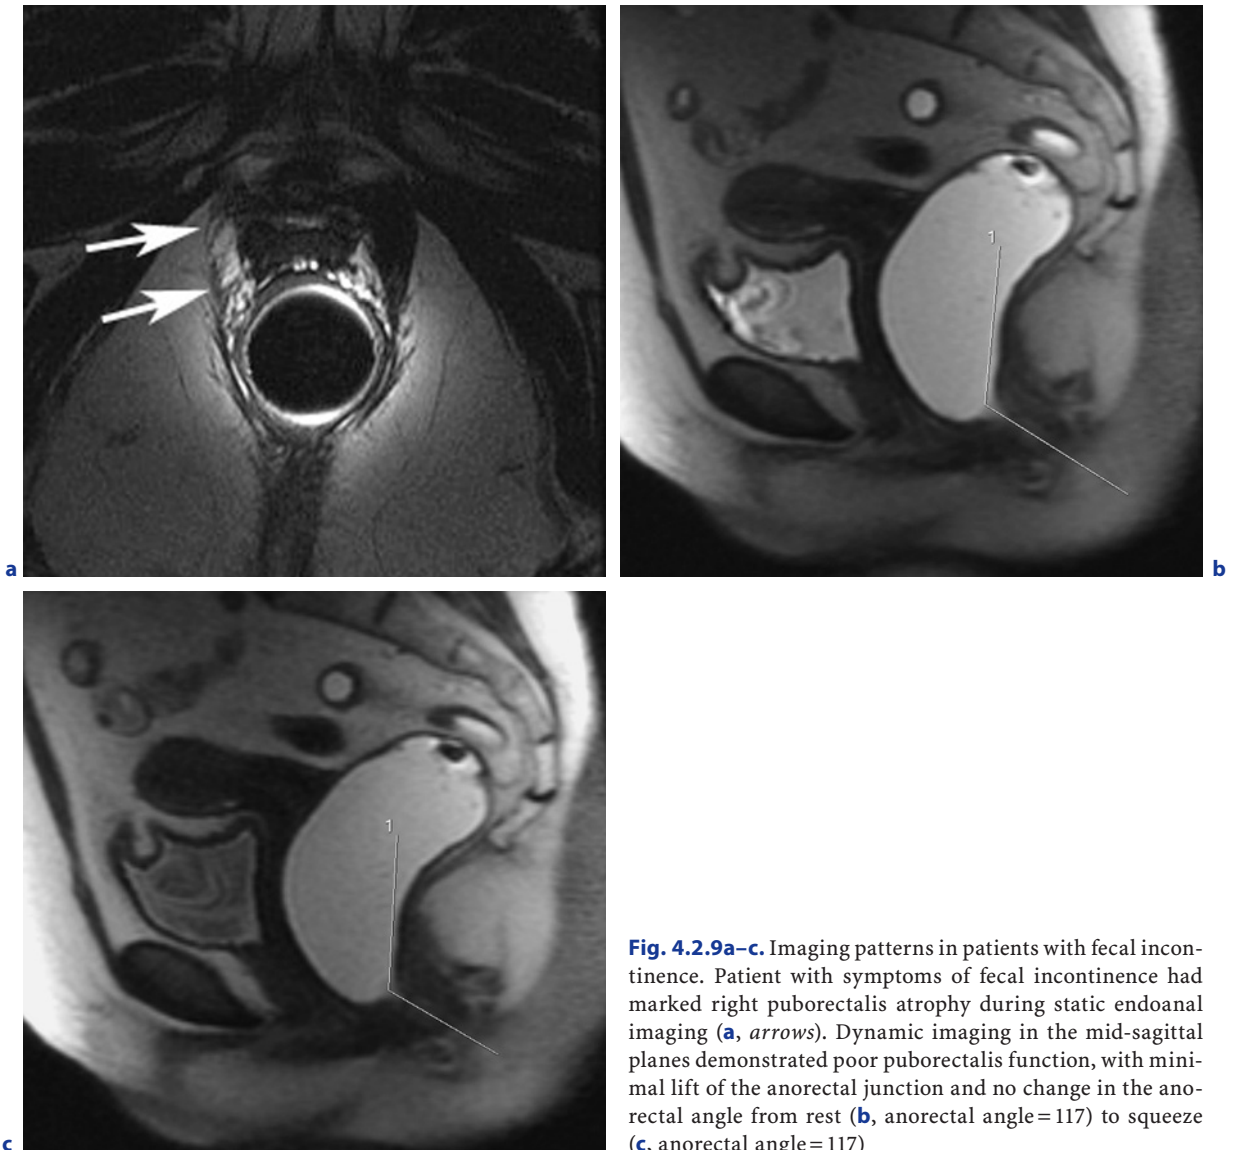 a
1
b
1
c
Fig. 4.2.9a–c. Imaging patterns in patients with fecal incon-
tinence. Patient with symptoms of fecal incontinence had
marked right puborectalis atrophy during static endoanal
imaging (a, arrows). Dynamic imaging in the mid-sagittal
planes demonstrated poor puborectalis function, with mini-
mal lift of the anorectal junction and no change in the ano-
rectal angle from rest (b, anorectal angle = 117) to squeeze
(c, anorectal angle = 117)